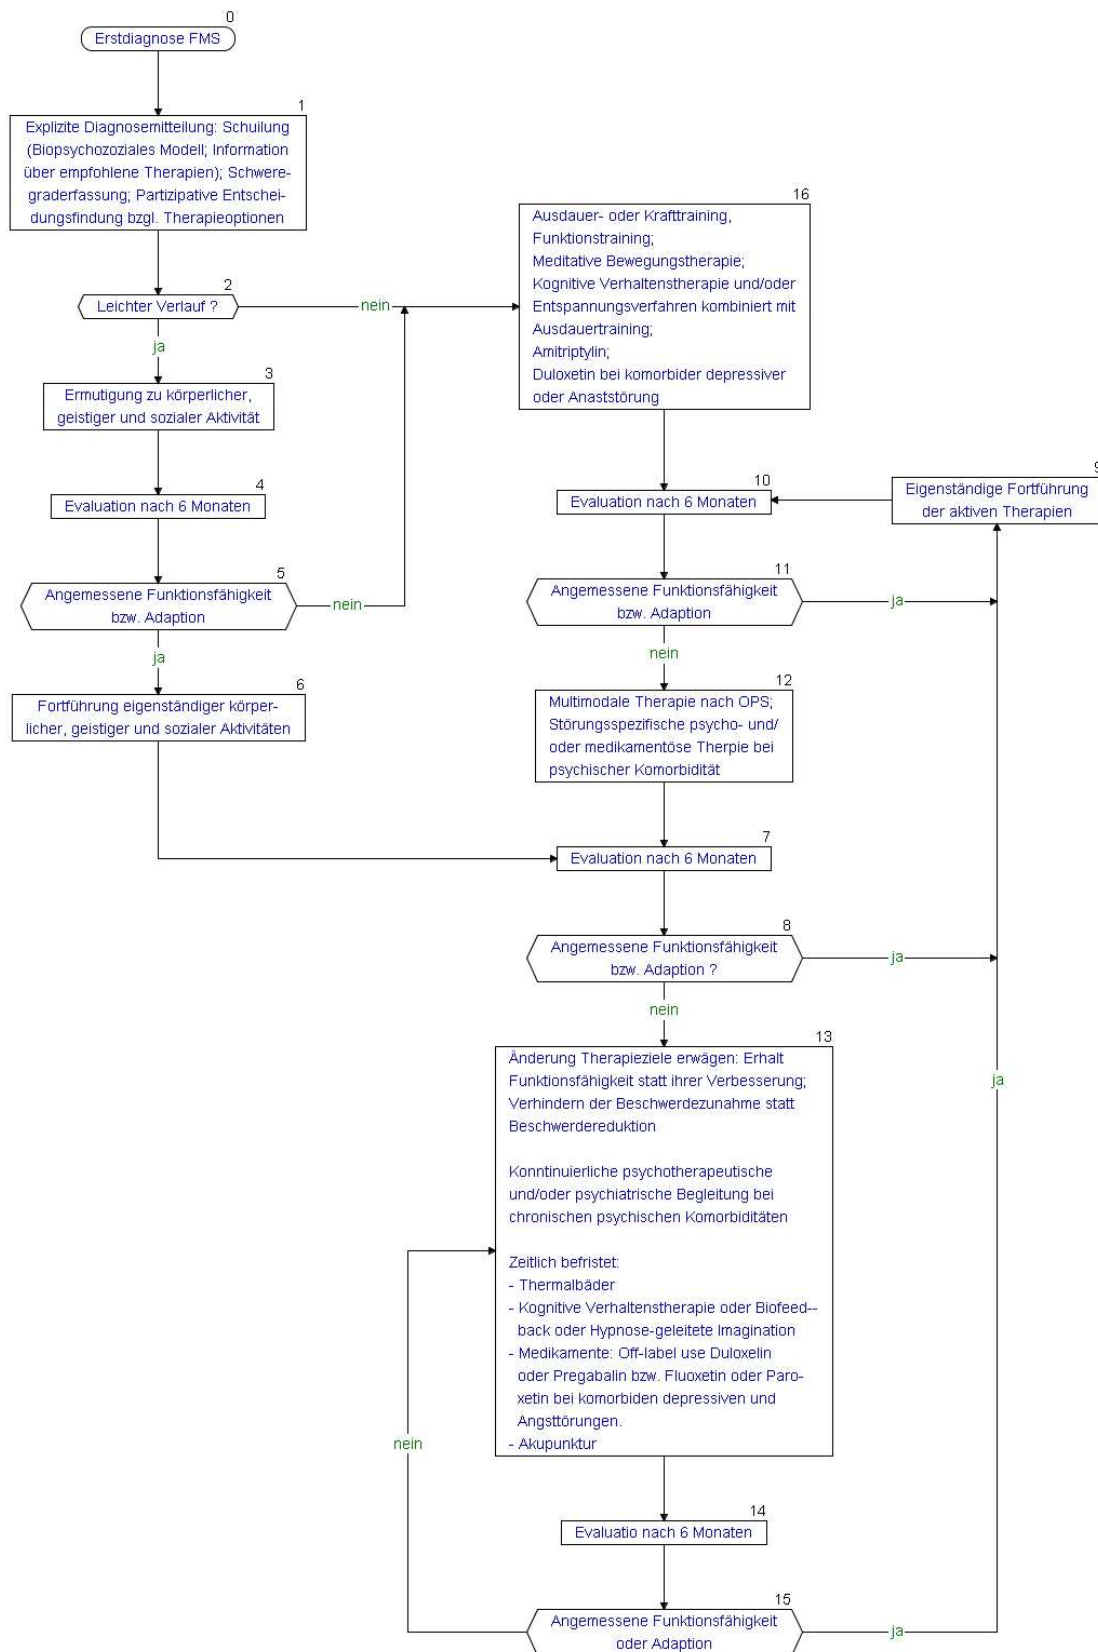 0
Erstdiagnose FMS
1
Explizite Diagnosemitteilung: Schuilung
(Biopsychozoziales Modell; Information
über empfohlene Therapien); Schwere-
graderfassung; Partizipative Entschei-
dungsfindung bzgl. Therapieoptionen
2
Leichter Verlauf ?
nein
ja
3
Ermutigung zu körperlicher,
geistiger und sozialer Aktivität
4
Evaluation nach 6 Monaten
5
Angemessene Funktionsfähigkeit
bzw. Adaption
nein
ja
6
Fortführung eigenständiger körper-
licher, geistiger und sozialer Aktivitäten
16
Ausdauer- oder Krafttraining,
Funktionstraining;
Meditative Bewegungstherapie;
Kognitive Verhaltenstherapie und/oder
Entspannungsverfahren kombiniert mit
Ausdauertraining;
Amitriptylin;
Duloxetin bei komorbider depressiver
oder Anaststörung
10
Evaluation nach 6 Monaten
9
Eigenständige Fortführung
der aktiven Therapien
11
Angemessene Funktionsfähigkeit
bzw. Adaption
ja
nein
12
Multimodale Therapie nach OPS;
Störungsspezifische psycho- und/
oder medikamentöse Therpie bei
psychischer Komorbidität
7
Evaluation nach 6 Monaten
8
Angemessene Funktionsfähigkeit
bzw. Adaption ?
ja
nein
13
Änderung Therapieziele erwägen: Erhalt
Funktionsfähigkeit statt ihrer Verbesserung;
Verhindern der Beschwerdezunahme statt
Beschwerdereduktion
Konntinuierliche psychotherapeutische
und/oder psychiatrische Begleitung bei
chronischen psychischen Komorbiditäten
Zeitlich befristet:
- Thermalbäder
- Kognitive Verhaltenstherapie oder Biofeed--
back oder Hypnose-geleitete Imagination
- Medikamente: Off-label use Duloxelin
oder Pregabalin bzw. Fluoxetin oder Paro-
xetin bei komorbiden depressiven und
Angsttörungen.
- Akupunktur
ja
nein
14
Evaluatio nach 6 Monaten
15
Angemessene Funktionsfähigkeit
oder Adaption
ja